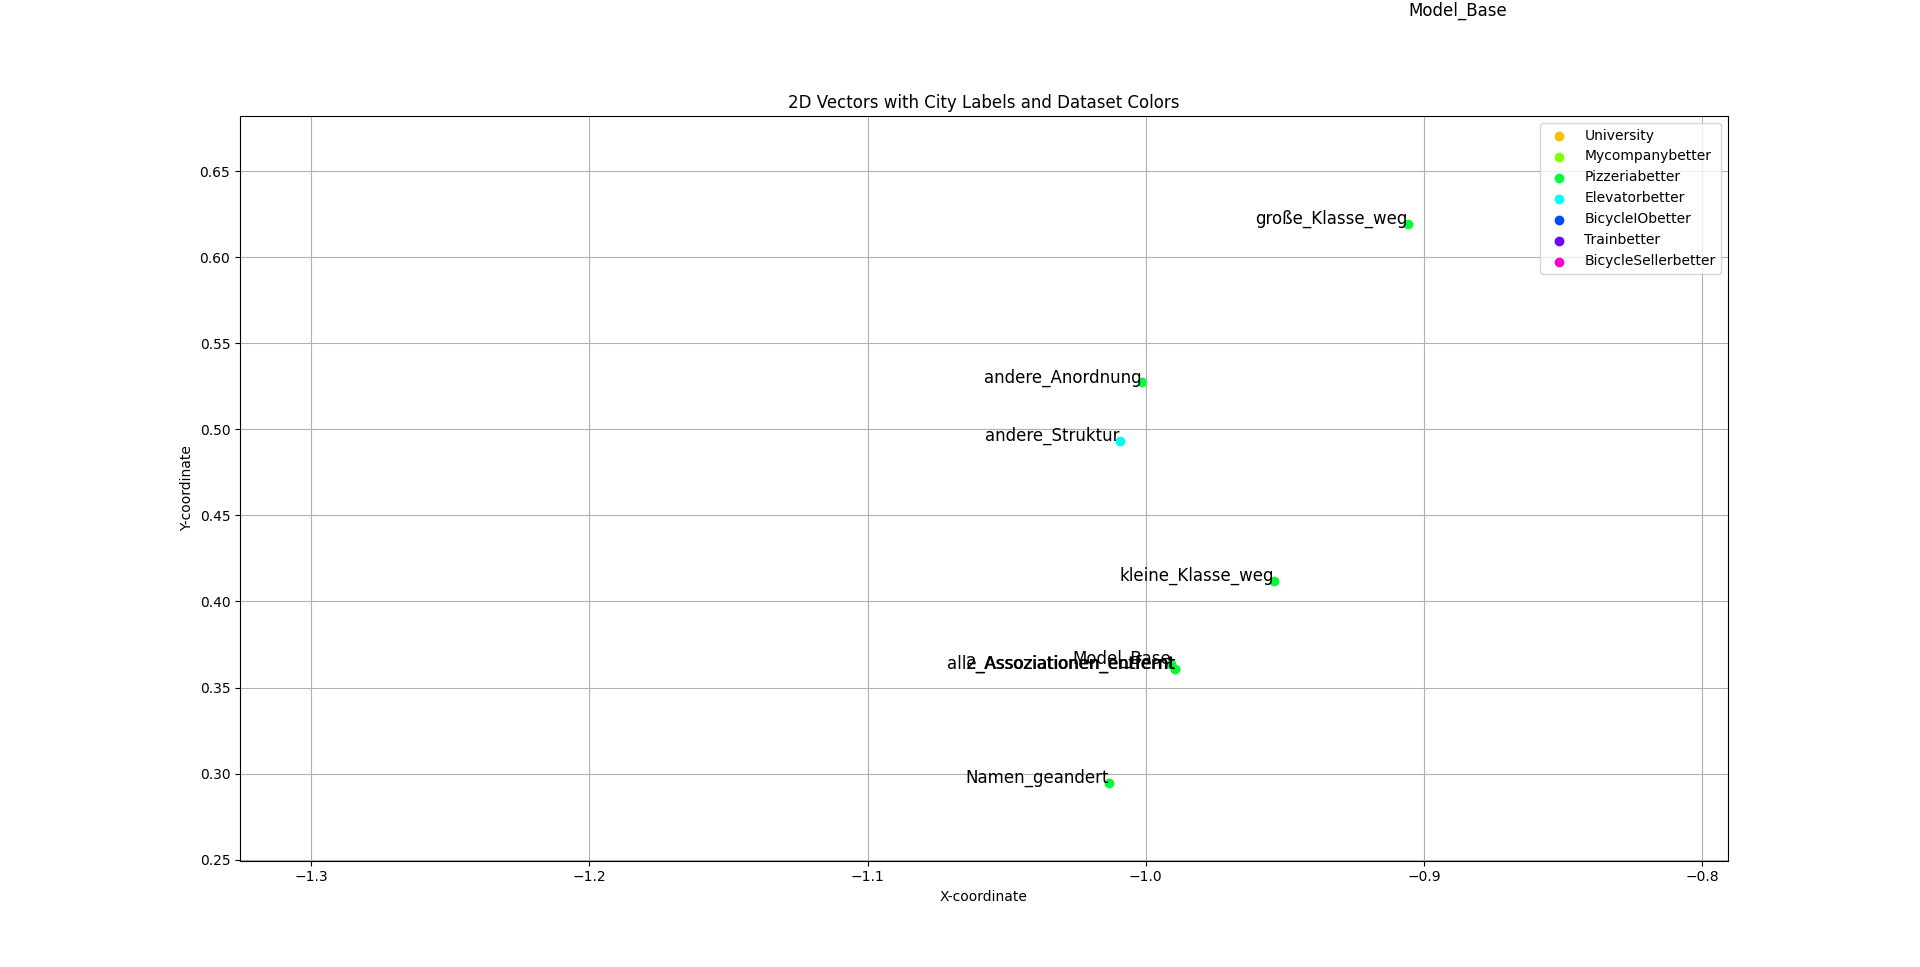 Model_Base
2D Vectors with City Labels and Dataset Colors
University
Mycompanybetter
Pizzeriabetter
Elevatorbetter
BicycleIObetter
Trainbetter
BicycleSellerbetter
0.65
0.60
0.55
0.50
0.45
0.40
0.35
0.30
0.25
Y-coordinate
große_Klasse_weg
andere_Anordnung
andere_Struktur
kleine_Klasse_weg
Model_Base
alle_Assoziationen_entfernt
Namen_geandert
−1.3
−1.2
−1.1
−1.0
−0.9
−0.8
X-coordinate